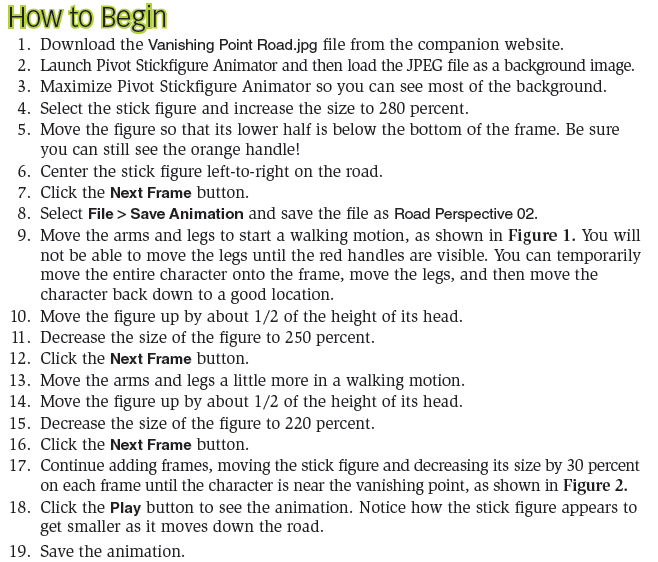 How to Begin
1. Download the Vanishing Point Road.jpg file from the companion website.
2. Launch Pivot Stickfigure Animator and then load the JPEG file as a background image.
3. Maximize Pivot Stickfigure Animator so you can see most of the background.
4. Select the stick figure and increase the size to 280 percent.
5. Move the figure so that its lower half is below the bottom of the frame. Be sure
you can still see the orange handle!
6. Center the stick figure left-to-right on the road.
7. Click the Next Frame button.
8. Select File > Save Animation and save the file as Road Perspective 02.
9. Move the arms and legs to start a walking motion, as shown in Figure 1. You will
not be able to move the legs until the red handles are visible. You can temporarily
move the entire character onto the frame, move the legs, and then move the
character back down to a good location.
10. Move the figure up by about 1/2 of the height of its head.
11. Decrease the size of the figure to 250 percent.
12. Click the Next Frame button.
13. Move the arms and legs a little more in a walking motion.
14. Move the figure up by about 1/2 of the height of its head.
15. Decrease the size of the figure to 220 percent.
16. Click the Next Frame button.
17. Continue adding frames, moving the stick figure and decreasing its size by 30 percent
on each frame until the character is near the vanishing point, as shown in Figure 2.
18. Click the Play button to see the animation. Notice how the stick figure appears to
get smaller as it moves down the road.
19. Save the animation.